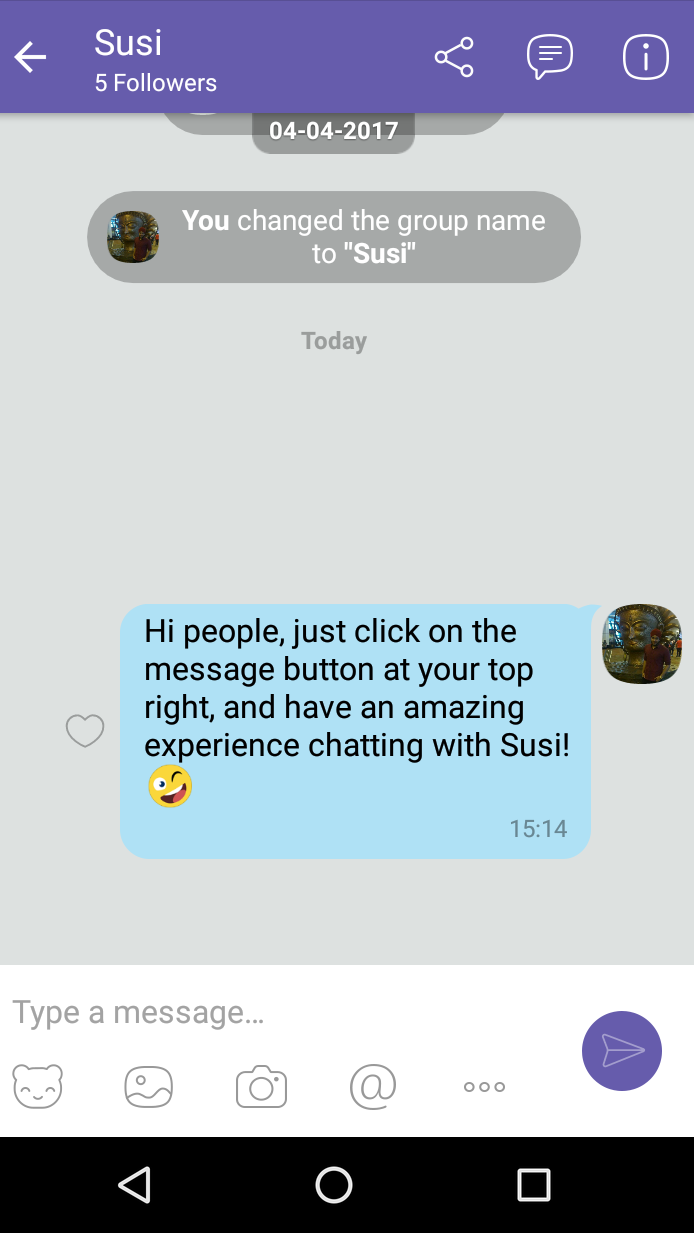 Susi
5 Followers
04-04-2017
You changed the group name
to "Susi"
Today
Hi people, just click on the
message button at your top
right, and have an amazing
experience chatting with Susi!
15:14
Type a message...